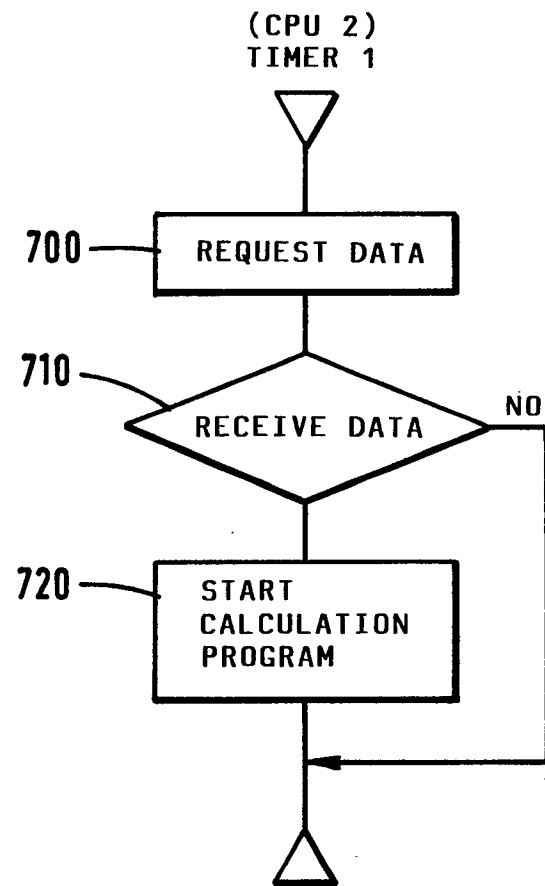 (CPU 2)
TIMER 1
700
REQUEST DATA
710
RECEIVE DATA
NO
720
START
CALCULATION
PROGRAM